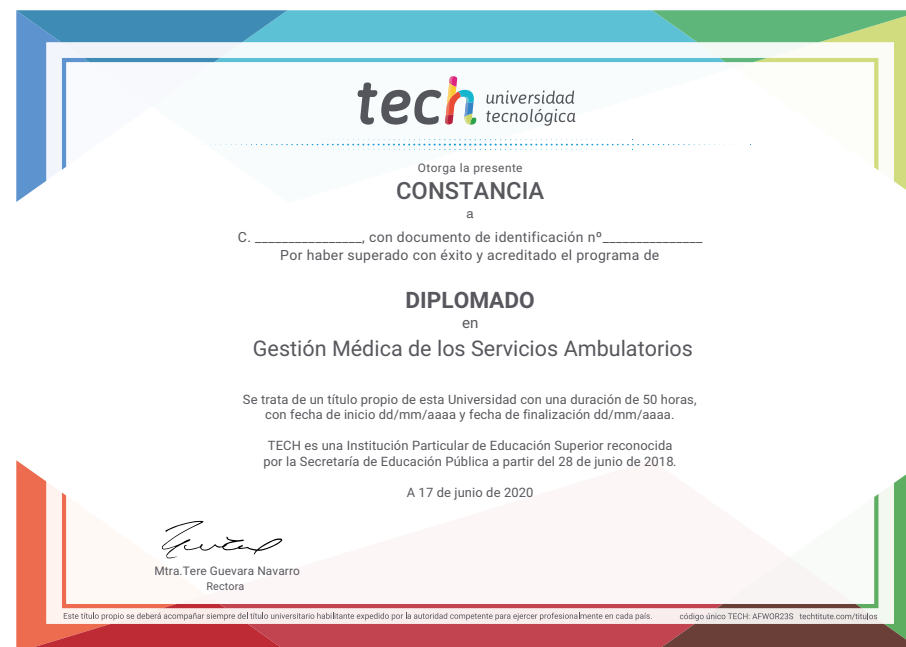 tech universidad
tecnológica
Otorga la presente
CONSTANCIA
a
C. ________________, con documento de identificación nº_______________
Por haber superado con éxito y acreditado el programa de
DIPLOMADO
en
Gestión Médica de los Servicios Ambulatorios
Se trata de un título propio de esta Universidad con una duración de 50 horas,
con fecha de inicio dd/mm/aaaa y fecha de finalización dd/mm/aaaa.
TECH es una Institución Particular de Educación Superior reconocida
por la Secretaría de Educación Pública a partir del 28 de junio de 2018.
A 17 de junio de 2020
Mtra.Tere Guevara Navarro
Rectora
Este título propio se deberá acompañar siempre del título universitario habilitante expedido por la autoridad competente para ejercer profesionalmente en cada país. código único TECH: AFWOR23S techtitute.com/titulos